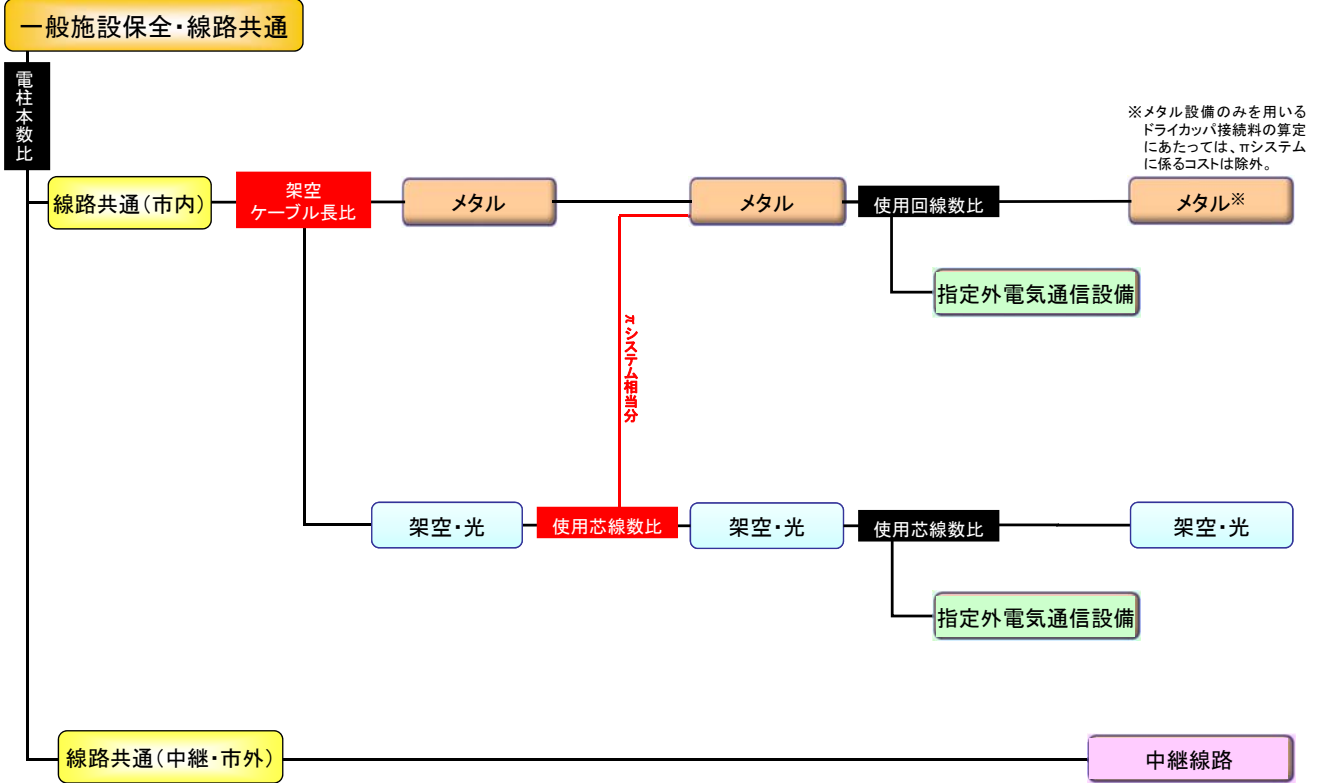 一般施設保全・線路共通
電柱本数比
※メタル設備のみを用いる
ドライカッパ接続料の算定
にあたっては、πシステム
に係るコストは除外。
線路共通(市内)
架空
ケーブル長比
メタル
メタル
使用回線数比
メタル※
指定外電気通信設備
πシステム相当分
架空・光
使用芯線数比
架空・光
使用芯線数比
架空・光
指定外電気通信設備
線路共通(中継・市外)
中継線路